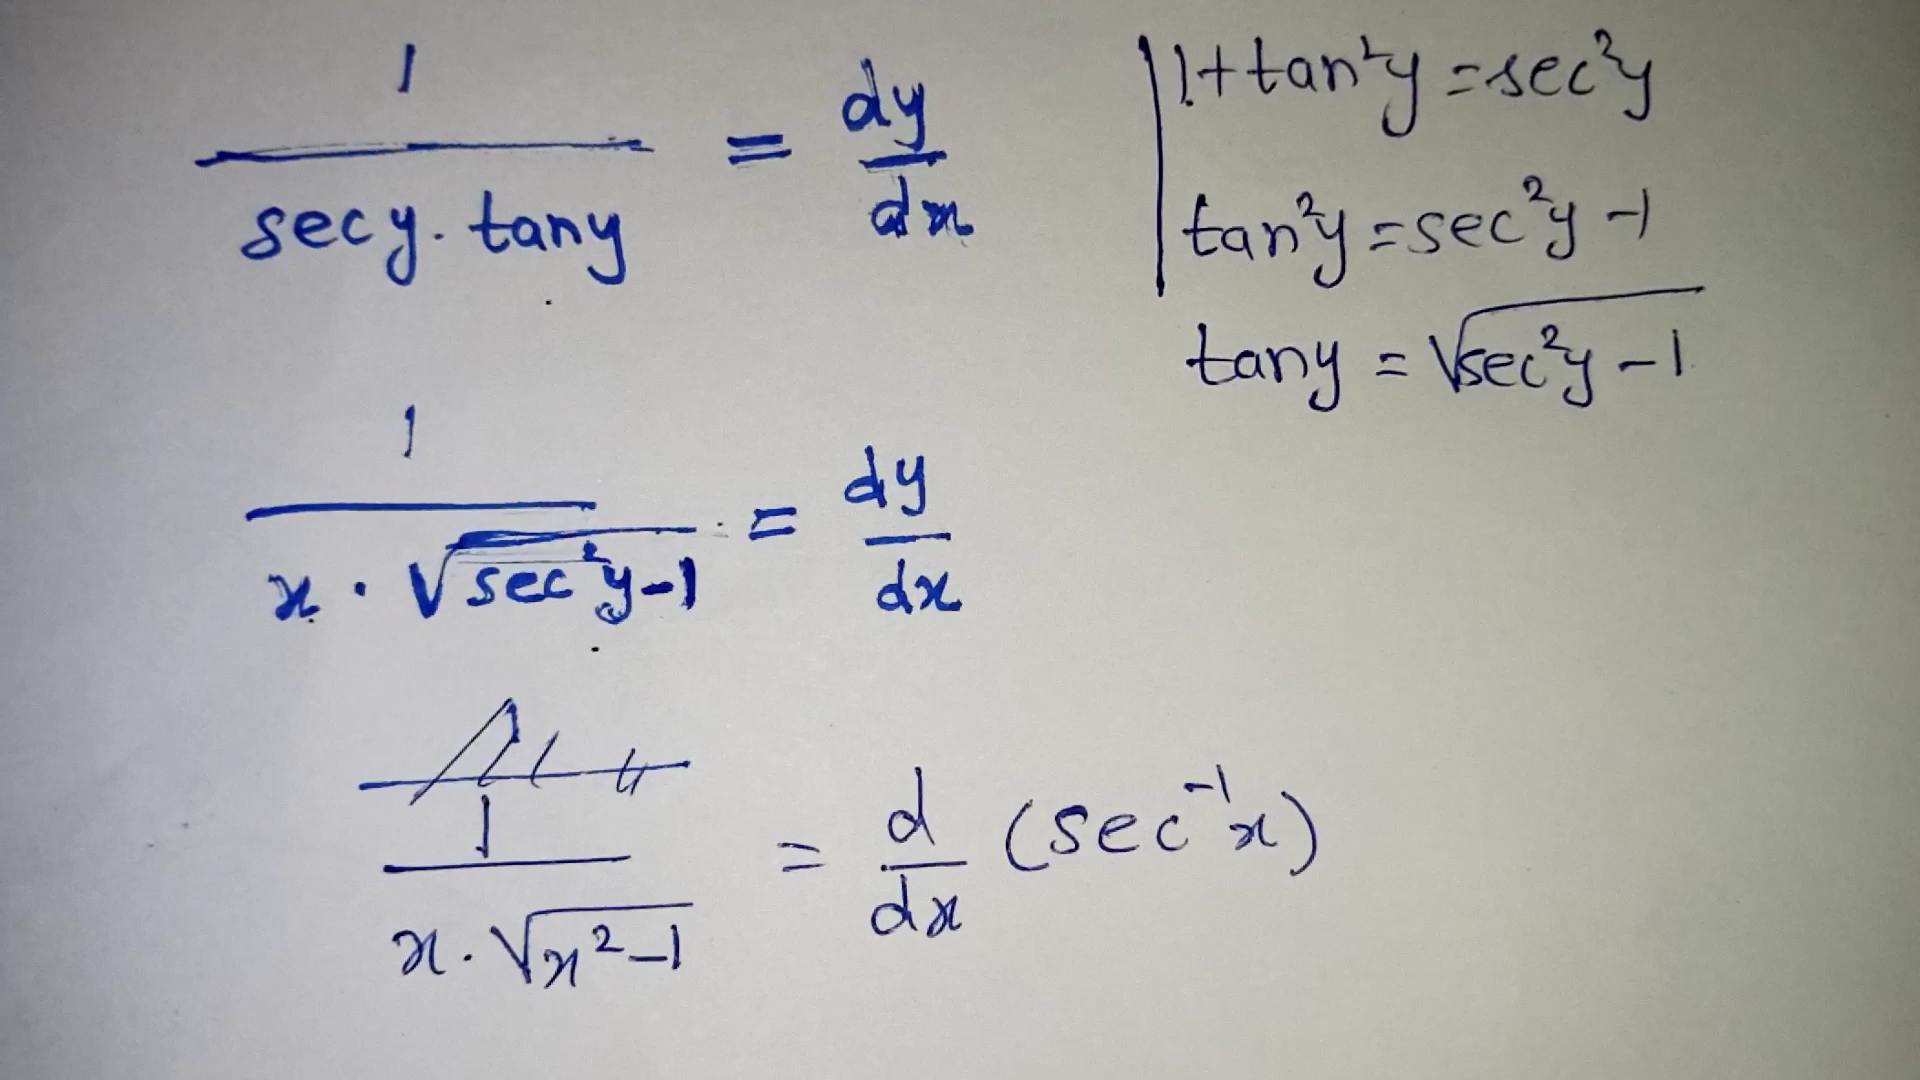 1 / (sec y . tan y) = dy/dx
1 + tan²y = sec²y
tan²y = sec²y - 1
tan y = √(sec²y - 1)
1 / (x . √(sec²y - 1)) = dy/dx
1 / (x . √(x² - 1)) = d/dx (sec⁻¹x)